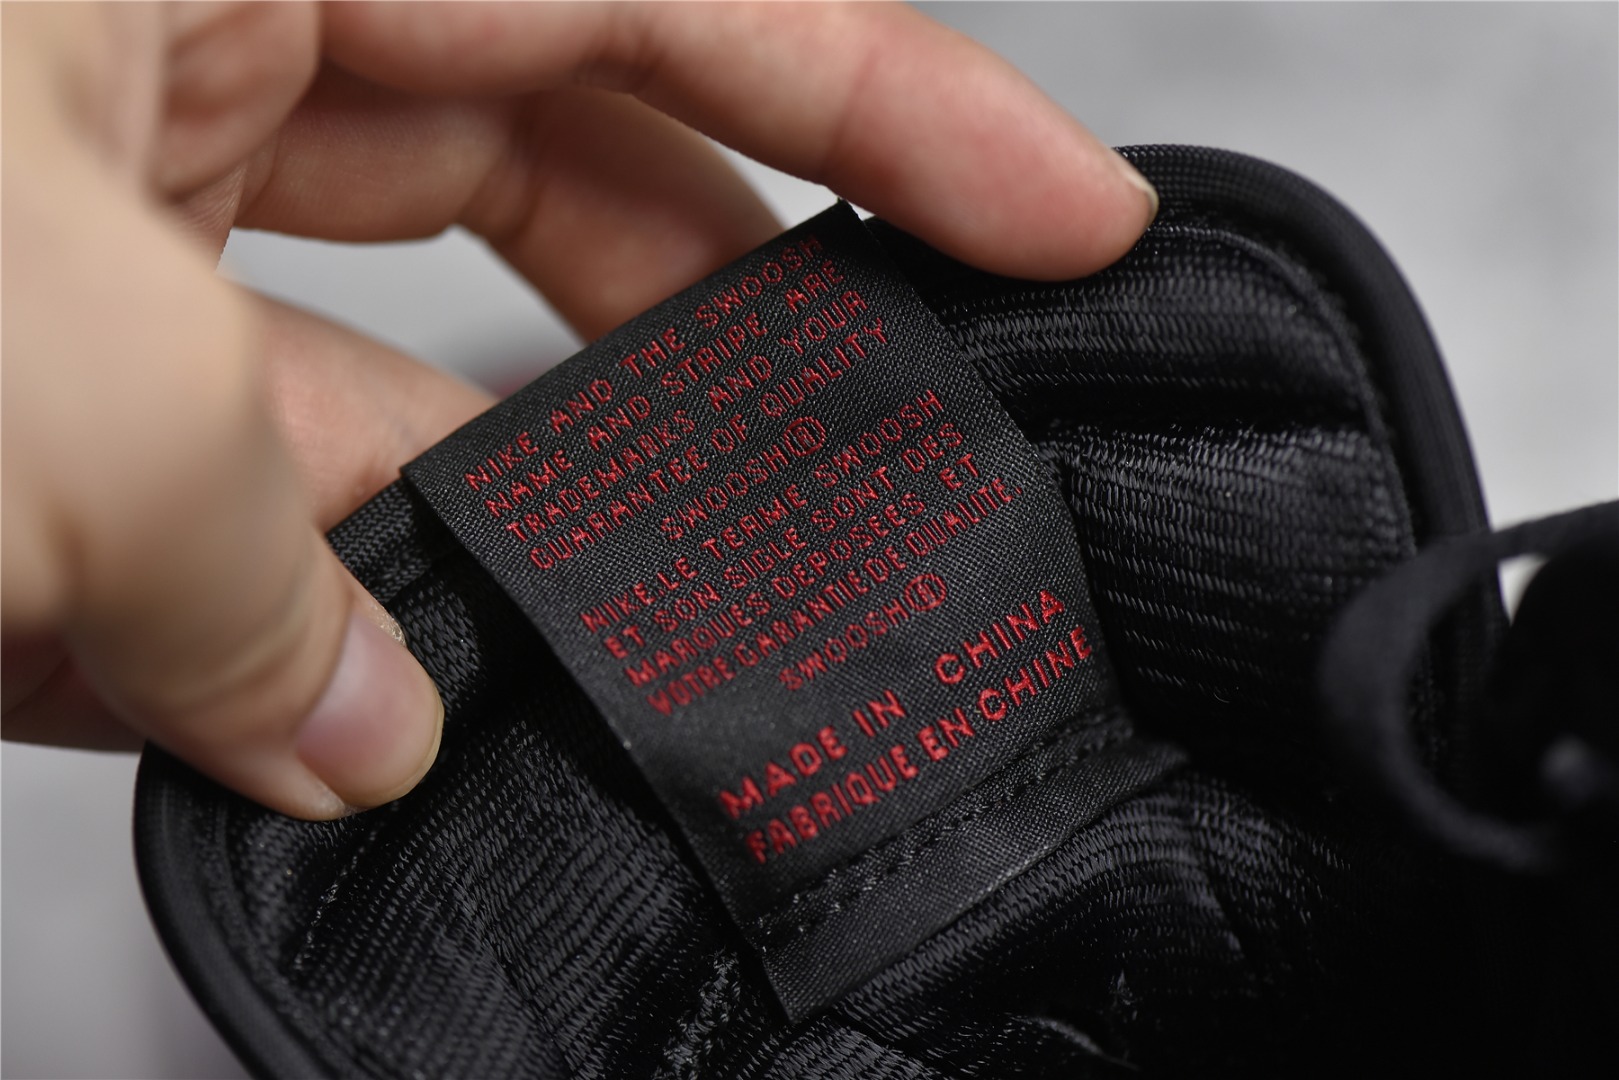 NIKE AND THE SWOOSH
NAME AND STRIPE ARE
TRADEMARKS AND YOUR
GUARANTEE OF QUALITY
SWOOSH®
NIKE.LE TERME SWOOSH
ET SON SIGLE SONT DES
MARQUES DEPOSEES ET
VOTRE GARANTIE DE QUALITE.
SWOOSH®
MADE IN CHINA
FABRIQUE EN CHINE